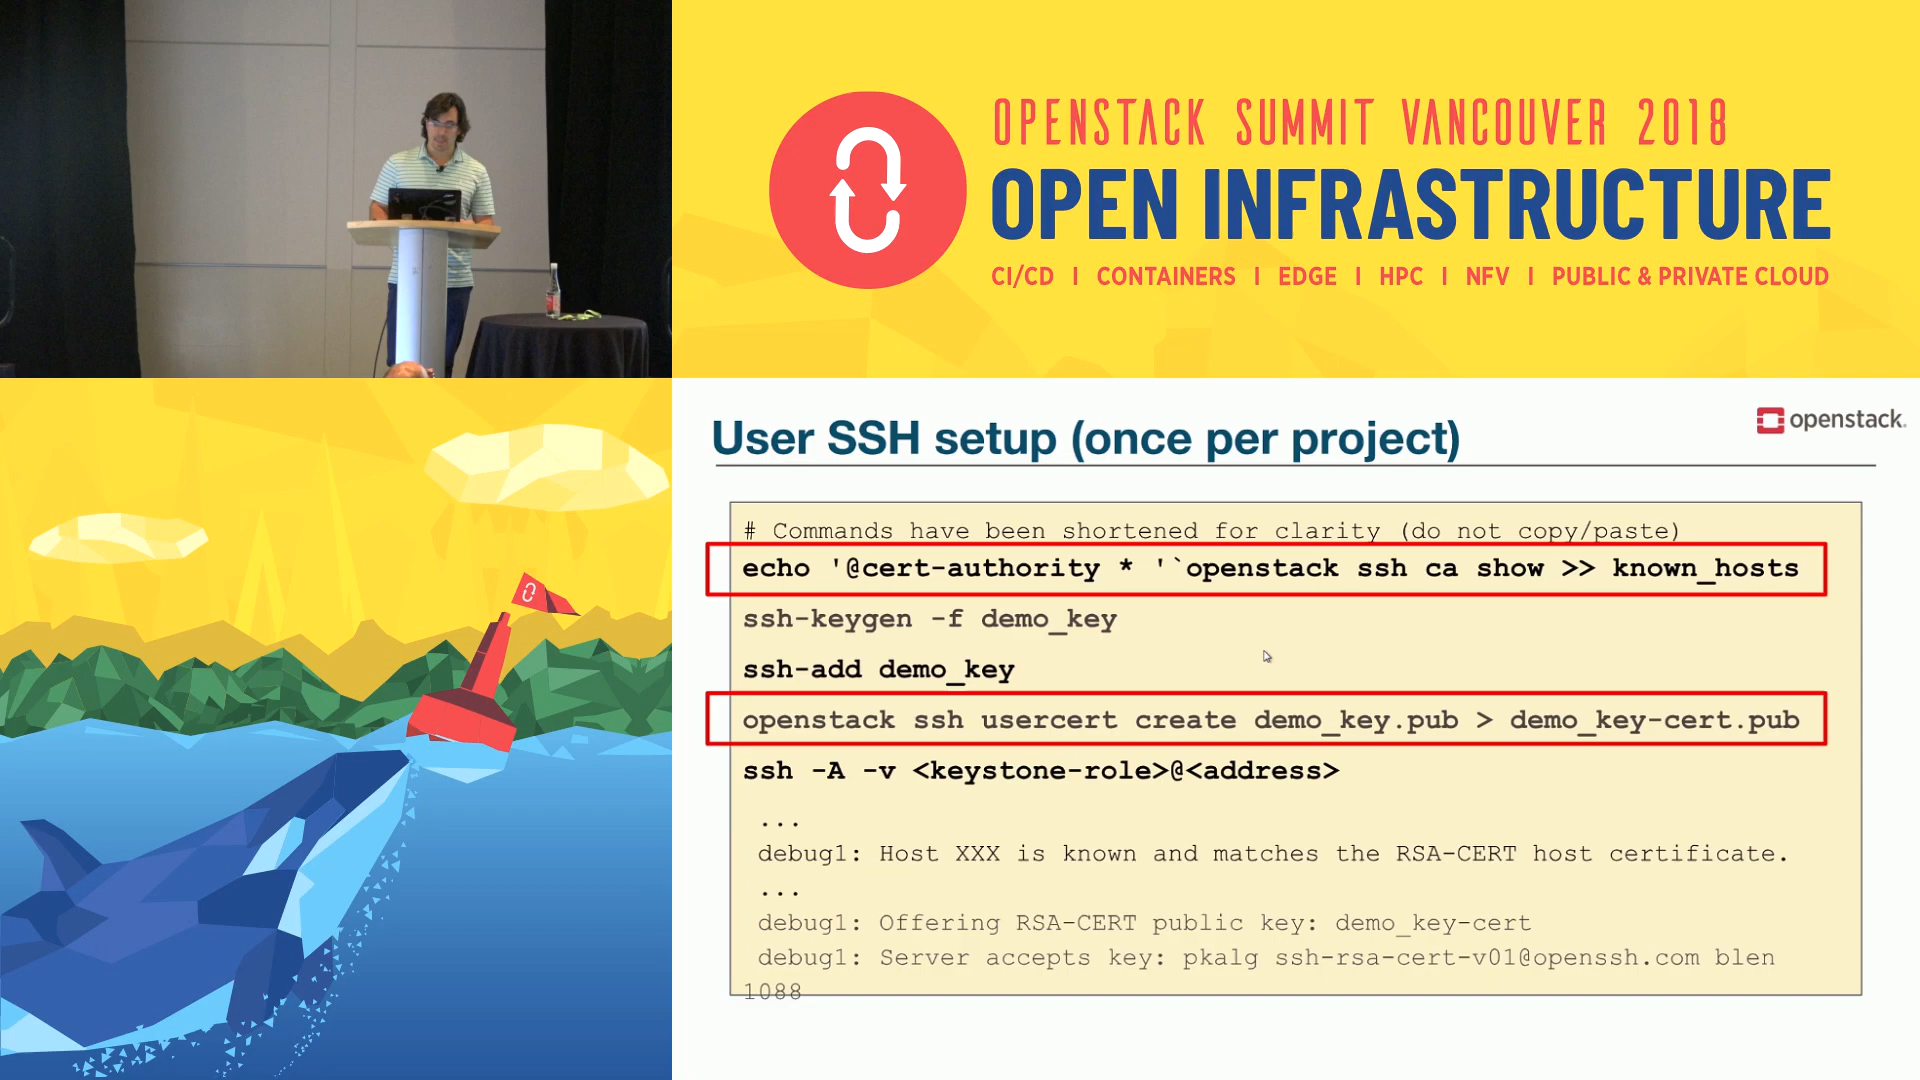 OPENSTACK SUMMIT VANCOUVER 2018
OPEN INFRASTRUCTURE
CI/CD I CONTAINERS I EDGE I HPC I NFV I PUBLIC & PRIVATE CLOUD
User SSH setup (once per project)
openstack.
# Commands have been shortened for clarity (do not copy/paste)
echo '@cert-authority * '`openstack ssh ca show >> known_hosts
ssh-keygen -f demo_key
ssh-add demo_key
openstack ssh usercert create demo_key.pub > demo_key-cert.pub
ssh -A -v <keystone-role>@<address>
...
debug1: Host XXX is known and matches the RSA-CERT host certificate.
...
debug1: Offering RSA-CERT public key: demo_key-cert
debug1: Server accepts key: pkalg ssh-rsa-cert-v01@openssh.com blen
1088